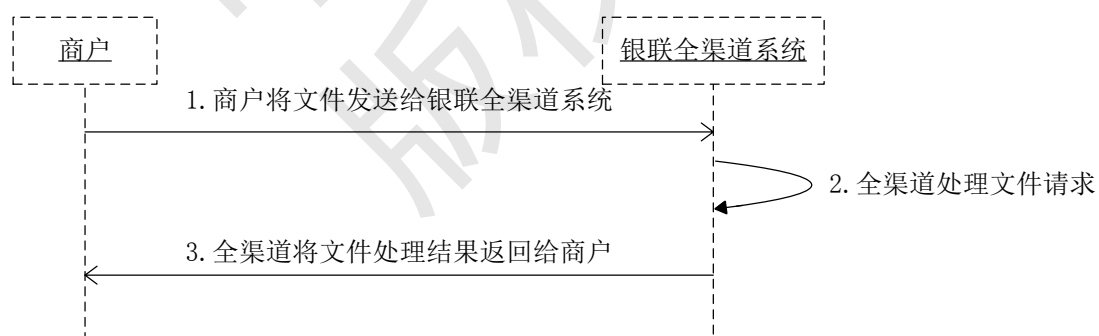 商户
银联全渠道系统
1.商户将文件发送给银联全渠道系统
2.全渠道处理文件请求
3.全渠道将文件处理结果返回给商户
版权